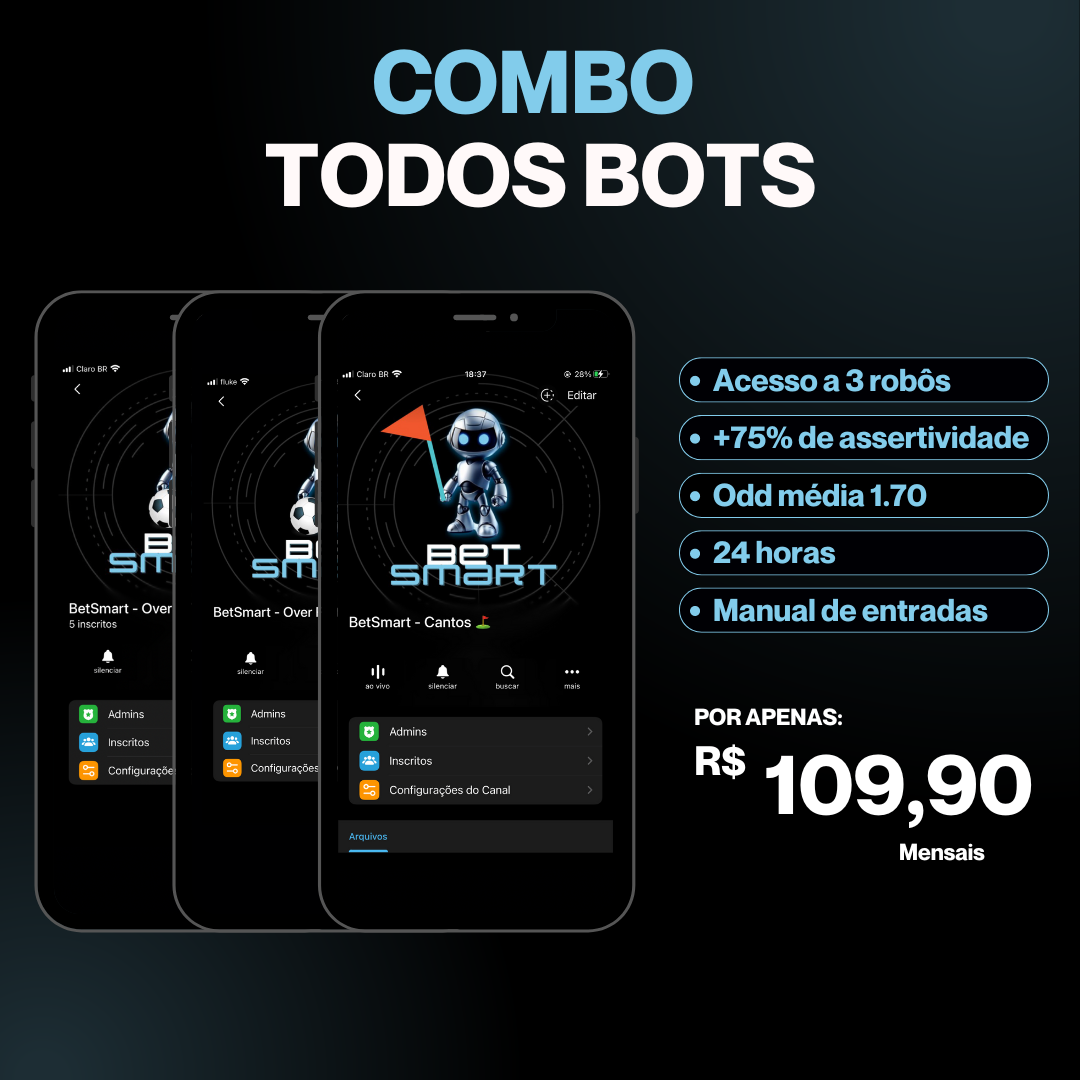 COMBO
TODOS BOTS
Claro BR
BET
SM
BetSmart - Over
5 inscritos
silenciar
Admins
Inscritos
Configuraçõe
fluke
BE
SM
BetSmart - Over
silenciar
Admins
Inscritos
Configurações
Claro BR
18:37
28%
Editar
BET
SMART
BetSmart - Cantos
ao vivo
silenciar
buscar
mais
Admins
Inscritos
Configurações do Canal
Arquivos
• Acesso a 3 robôs
• +75% de assertividade
• Odd média 1.70
• 24 horas
• Manual de entradas
POR APENAS:
R$ 109,90
Mensais